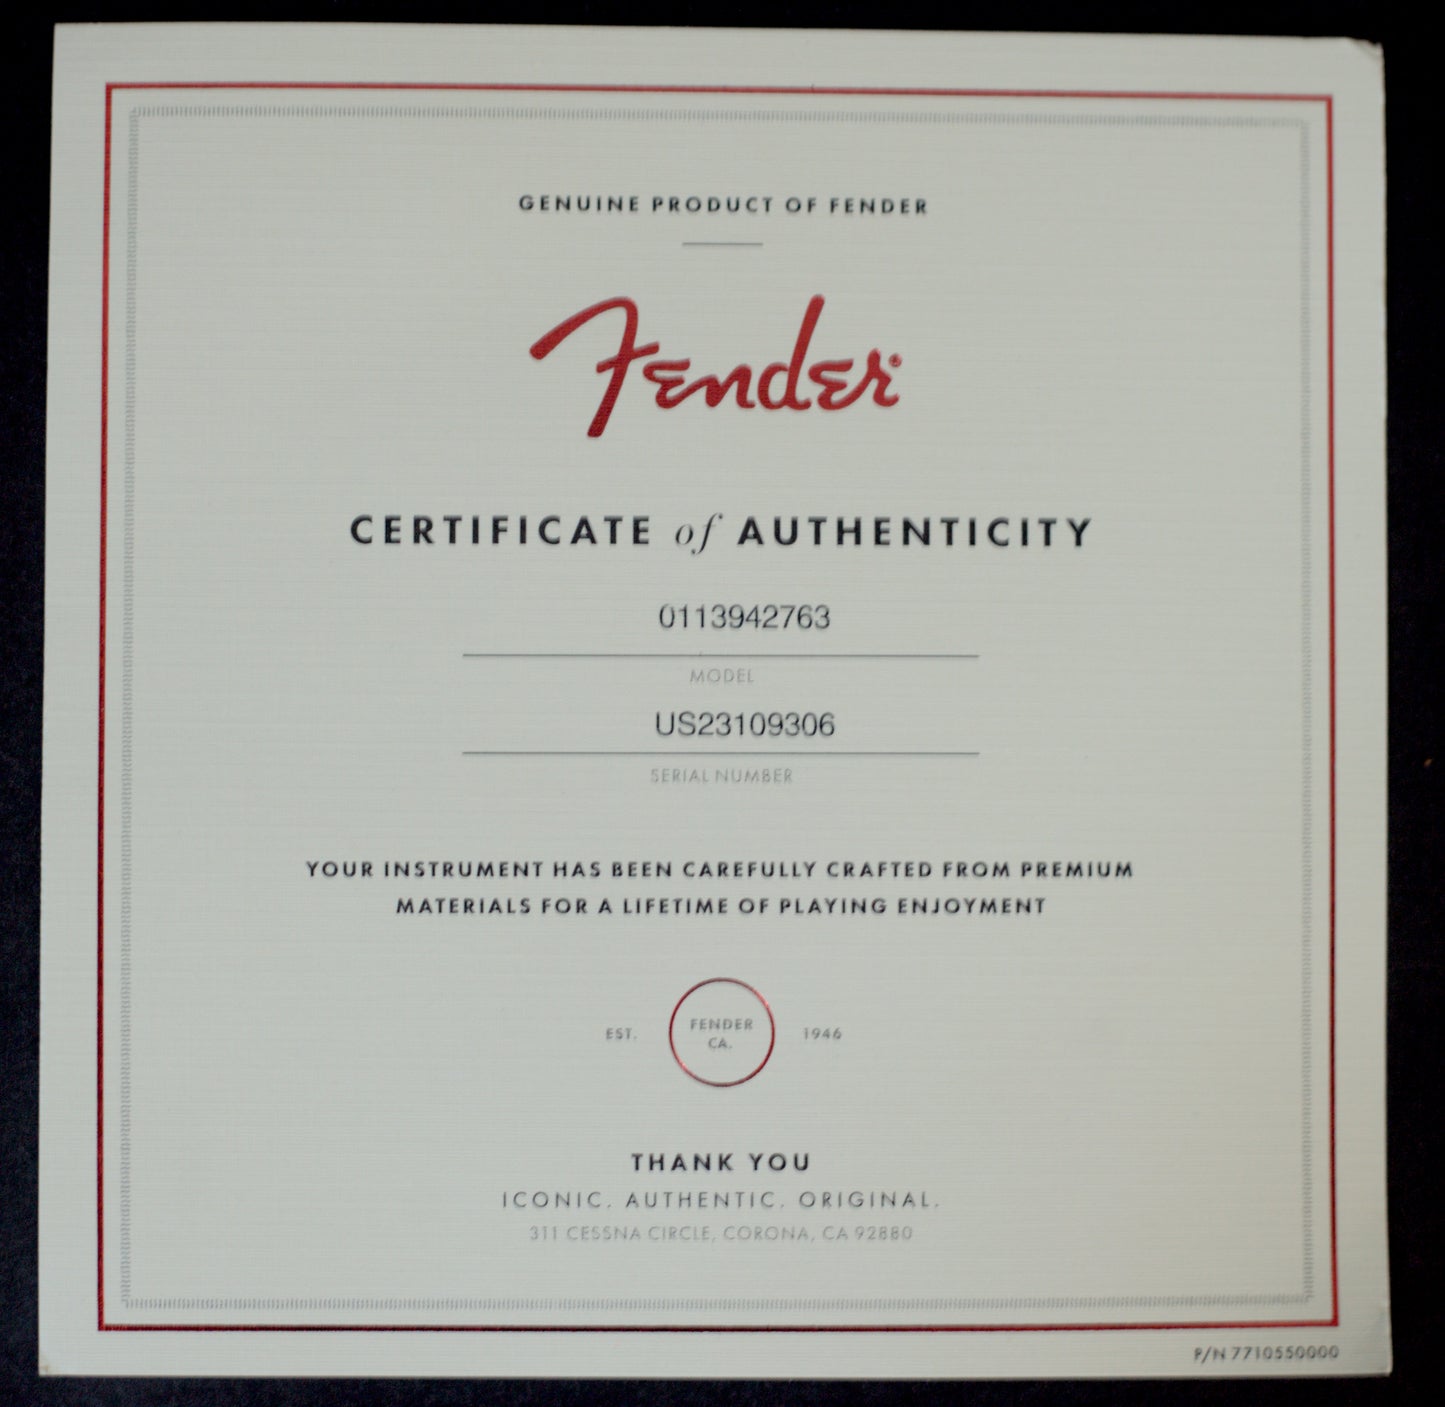 GENUINE PRODUCT OF FENDER
Fender®
CERTIFICATE of AUTHENTICITY
0113942763
MODEL
US23109306
SERIAL NUMBER
YOUR INSTRUMENT HAS BEEN CAREFULLY CRAFTED FROM PREMIUM
MATERIALS FOR A LIFETIME OF PLAYING ENJOYMENT
EST. FENDER CA. 1946
THANK YOU
ICONIC. AUTHENTIC. ORIGINAL.
311 CESSNA CIRCLE, CORONA, CA 92880
P/N 7710550000